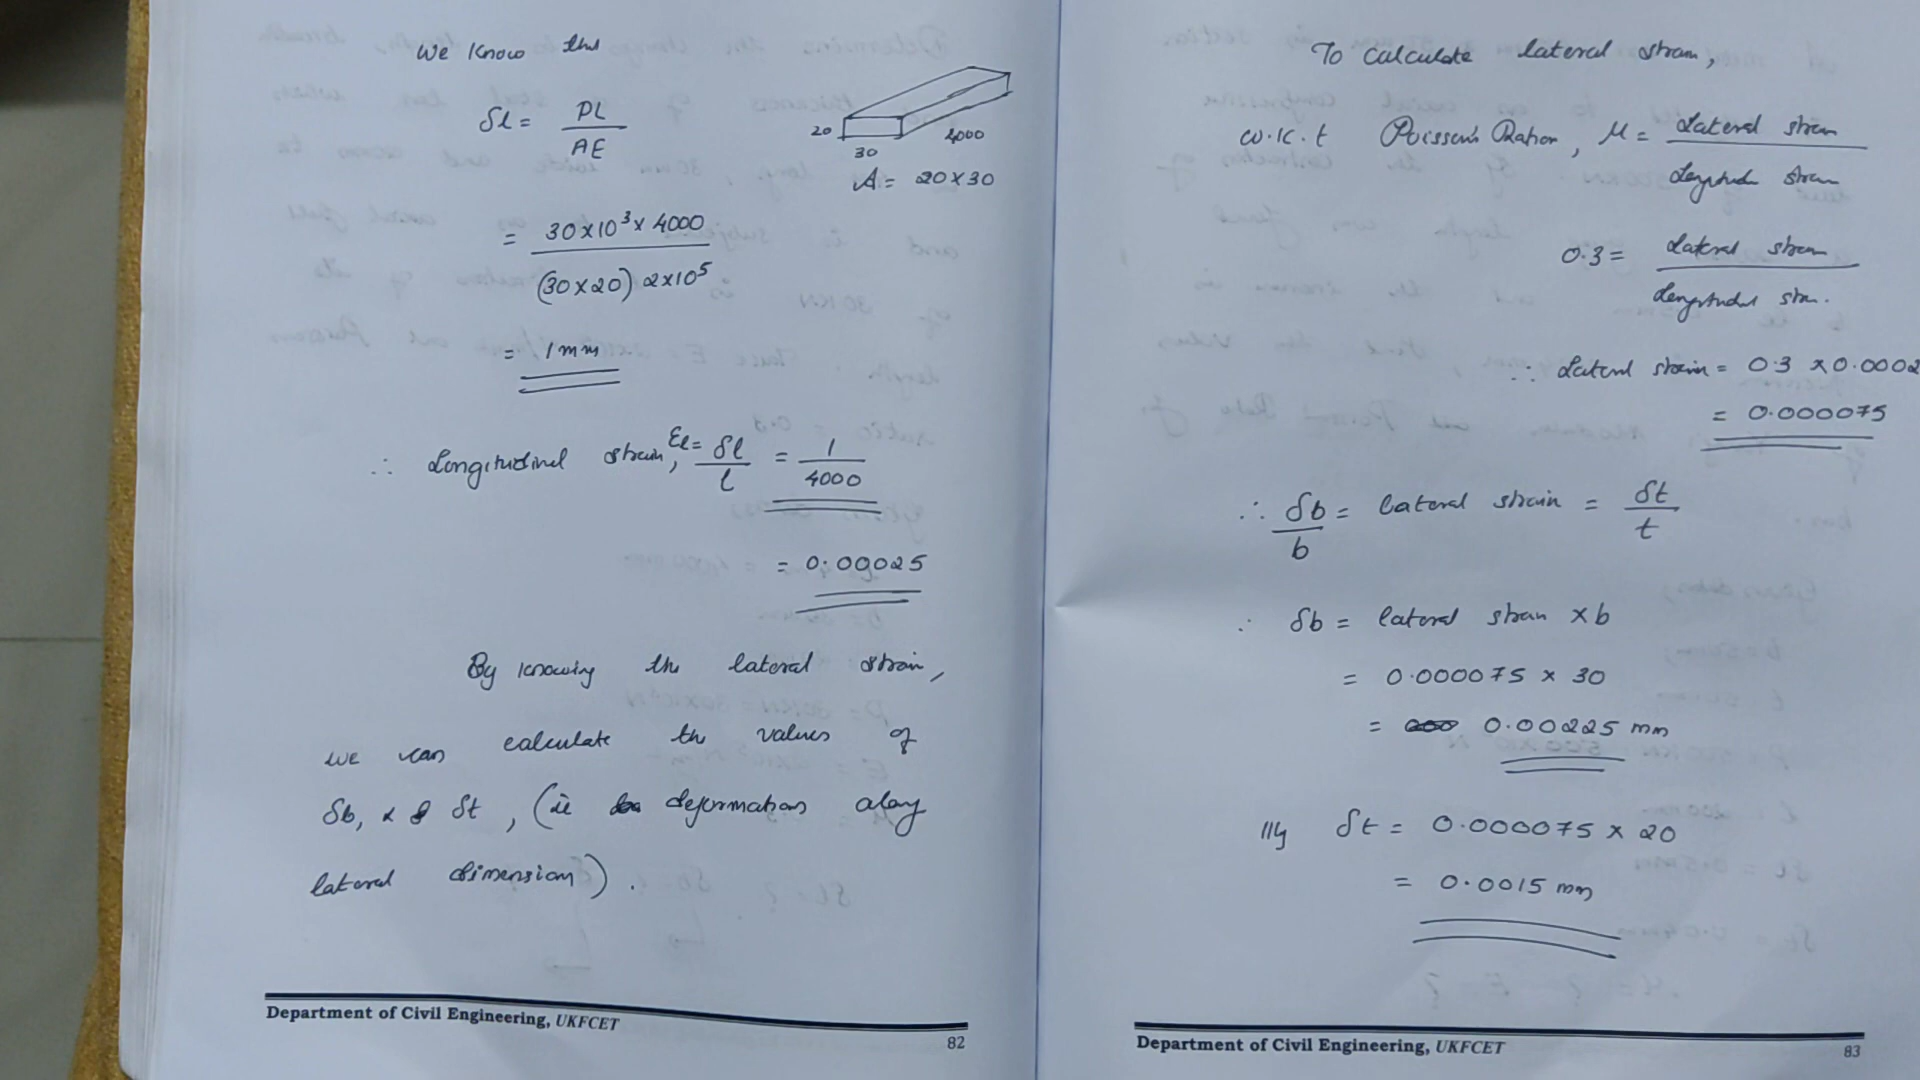 We know the
δl = PL / AE
20
30
4000
A = 20 × 30
= 30 × 10³ × 4000 / (30 × 20) 2 × 10⁵
= 1 mm
∴ Longitudinal strain, εl = δl / l = 1 / 4000
= 0.00025
By knowing the lateral strain,
we can calculate the values of
δb, & δt, (ie deformations along
lateral dimension).
Department of Civil Engineering, UKFCET
82
To calculate lateral strain,
w.k.t Poisson's Ration, μ = Lateral strain / Longitudin strain
0.3 = Lateral strain / Longitudinal strain.
∴ Lateral strain = 0.3 × 0.0002
= 0.000075
∴ δb / b = lateral strain = δt / t
∴ δb = lateral strain × b
= 0.000075 × 30
= 0.00225 mm
llly δt = 0.000075 × 20
= 0.0015 mm
Department of Civil Engineering, UKFCET
83